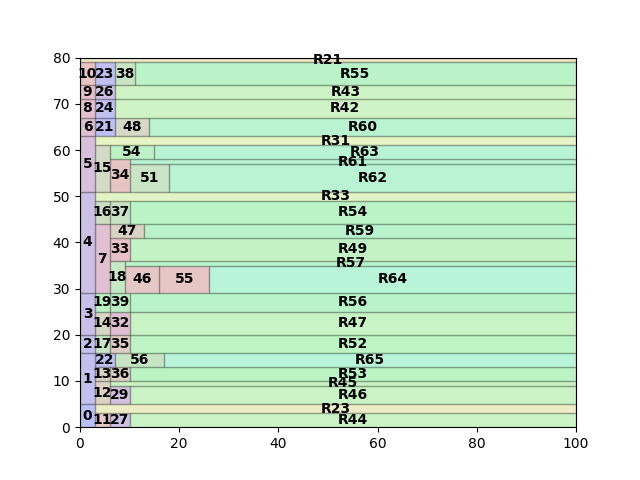 80
R21
10 23 38 R55
9 26 R43
70
8 24 R42
6 21 48 R60
R31
60
54 R63
5 15 R61
34 51 R62
50
R33
16 37 R54
47 R59
40
4 33 R49
7 R57
18 46 55 R64
30
19 39 R56
3
14 32 R47
20
2 17 35 R52
22 56 R65
13 36 R53
10
1 R45
12 29 R46
0 R23
11 27 R44
0
0 20 40 60 80 100